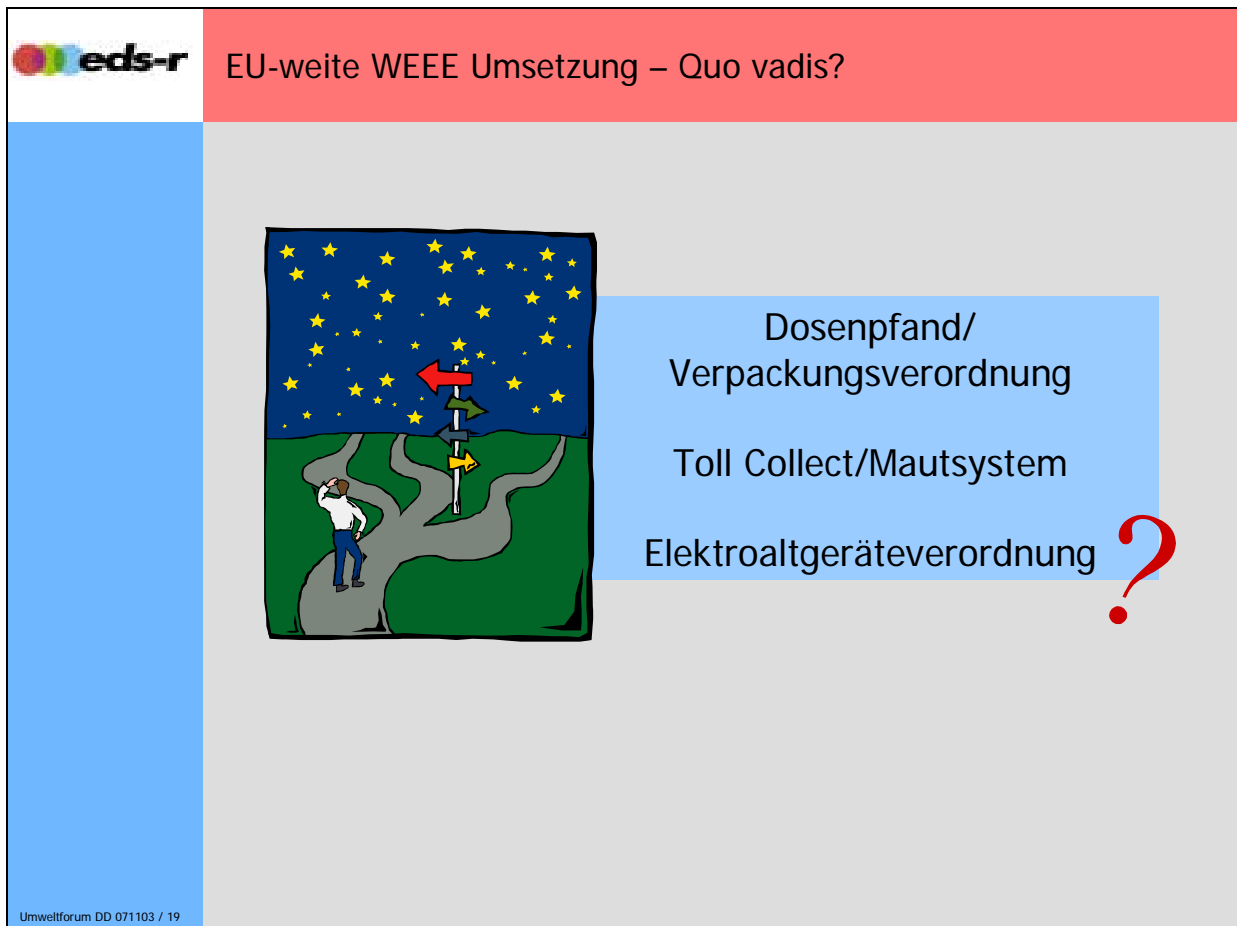 eds-r
EU-weite WEEE Umsetzung – Quo vadis?
Dosenpfand/
Verpackungsverordnung
Toll Collect/Mautsystem
Elektroaltgeräteverordnung
?
Umweltforum DD 071103 / 19